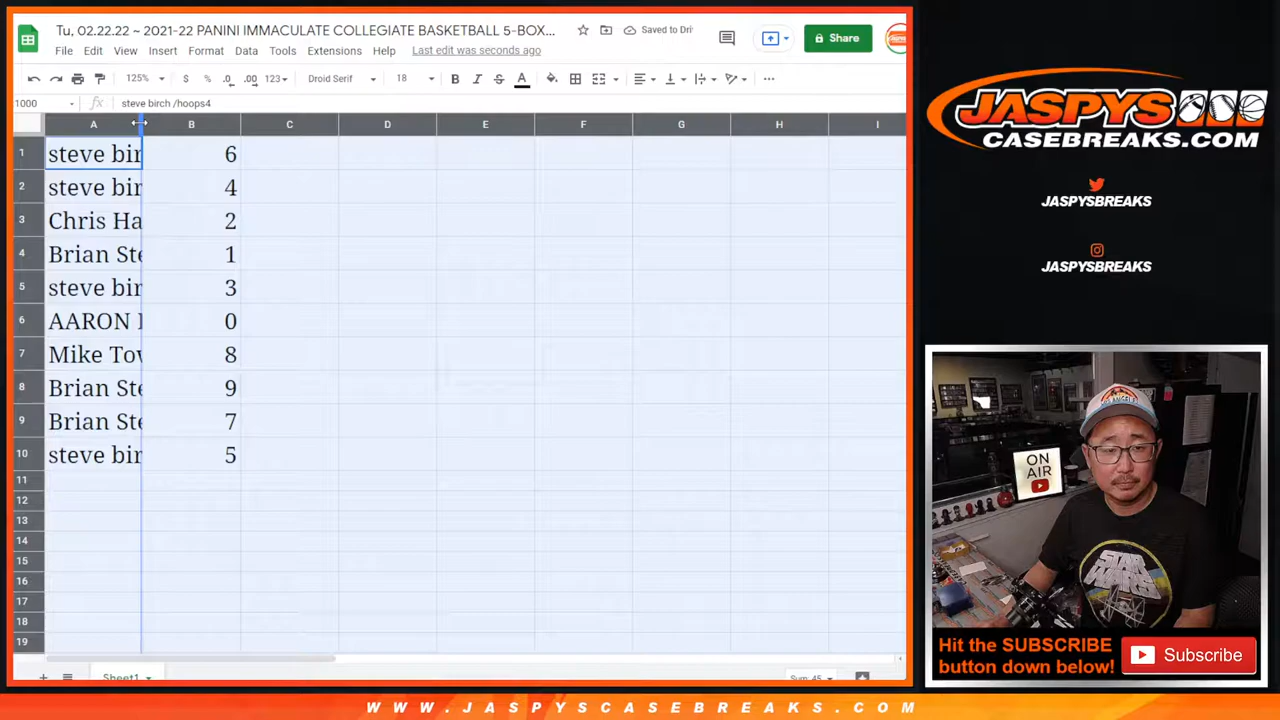 Tu, 02.22.22 ~ 2021-22 PANINI IMMACULATE COLLEGIATE BASKETBALL 5-BOX...
Saved to Dri
File Edit View Insert Format Data Tools Extensions Help Last edit was seconds ago
Share
125% $ % .0 .00 123 Droid Serif 18 B I S A
1000 fx steve birch /hoops4
A B C D E F G H I
1 steve bir 6
2 steve bir 4
3 Chris Ha 2
4 Brian Ste 1
5 steve bir 3
6 AARON 0
7 Mike Tow 8
8 Brian Ste 9
9 Brian Ste 7
10 steve bir 5
11
12
13
14
15
16
17
18
19
Sheet1
Sum: 45
JASPYS
CASEBREAKS.COM
JASPYSBREAKS
JASPYSBREAKS
ON
AIR
STAR
WARS
Hit the SUBSCRIBE
button down below!
Subscribe
WWW.JASPYSCASEBREAKS.COM